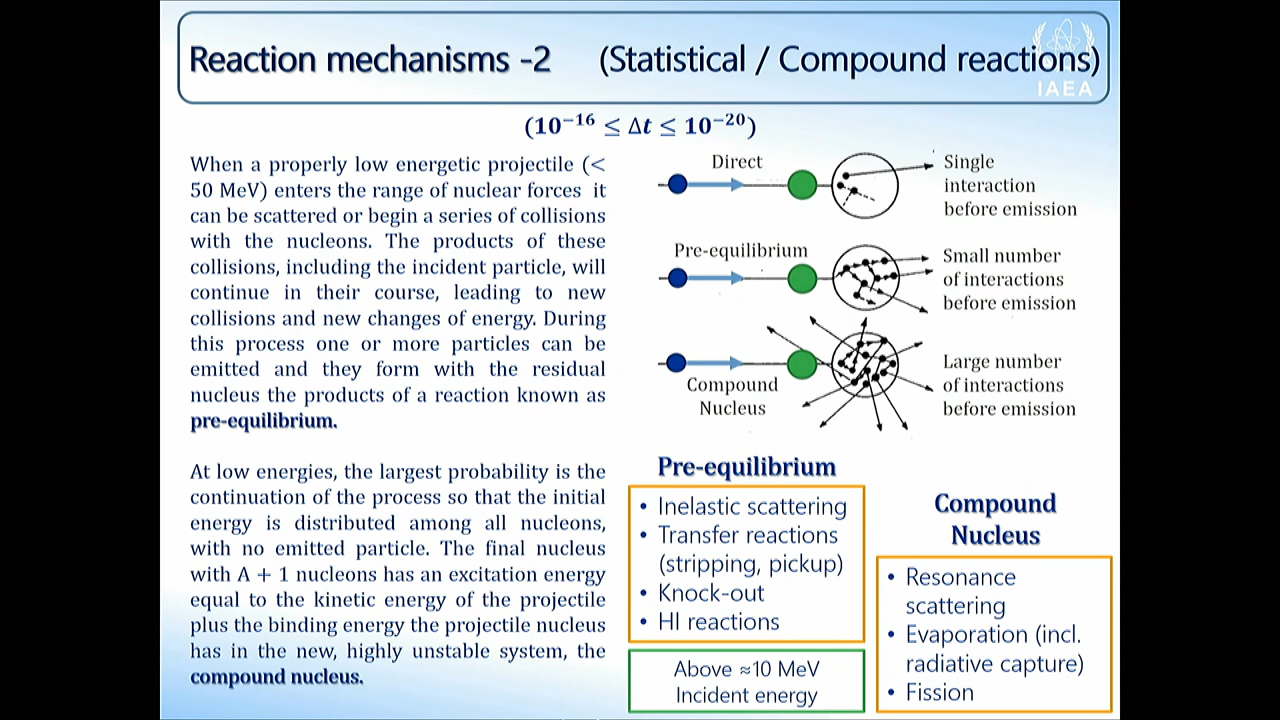 Reaction mechanisms -2 (Statistical / Compound reactions)
IAEA
(10⁻¹⁶ ≤ Δt ≤ 10⁻²⁰)
When a properly low energetic projectile (<
50 MeV) enters the range of nuclear forces it
can be scattered or begin a series of collisions
with the nucleons. The products of these
collisions, including the incident particle, will
continue in their course, leading to new
collisions and new changes of energy. During
this process one or more particles can be
emitted and they form with the residual
nucleus the products of a reaction known as
pre-equilibrium.
At low energies, the largest probability is the
continuation of the process so that the initial
energy is distributed among all nucleons,
with no emitted particle. The final nucleus
with A + 1 nucleons has an excitation energy
equal to the kinetic energy of the projectile
plus the binding energy the projectile nucleus
has in the new, highly unstable system, the
compound nucleus.
Direct
Single
interaction
before emission
Pre-equilibrium
Small number
of interactions
before emission
Compound
Nucleus
Large number
of interactions
before emission
Pre-equilibrium
• Inelastic scattering
• Transfer reactions
(stripping, pickup)
• Knock-out
• HI reactions
Above ≈10 MeV
Incident energy
Compound
Nucleus
• Resonance
scattering
• Evaporation (incl.
radiative capture)
• Fission